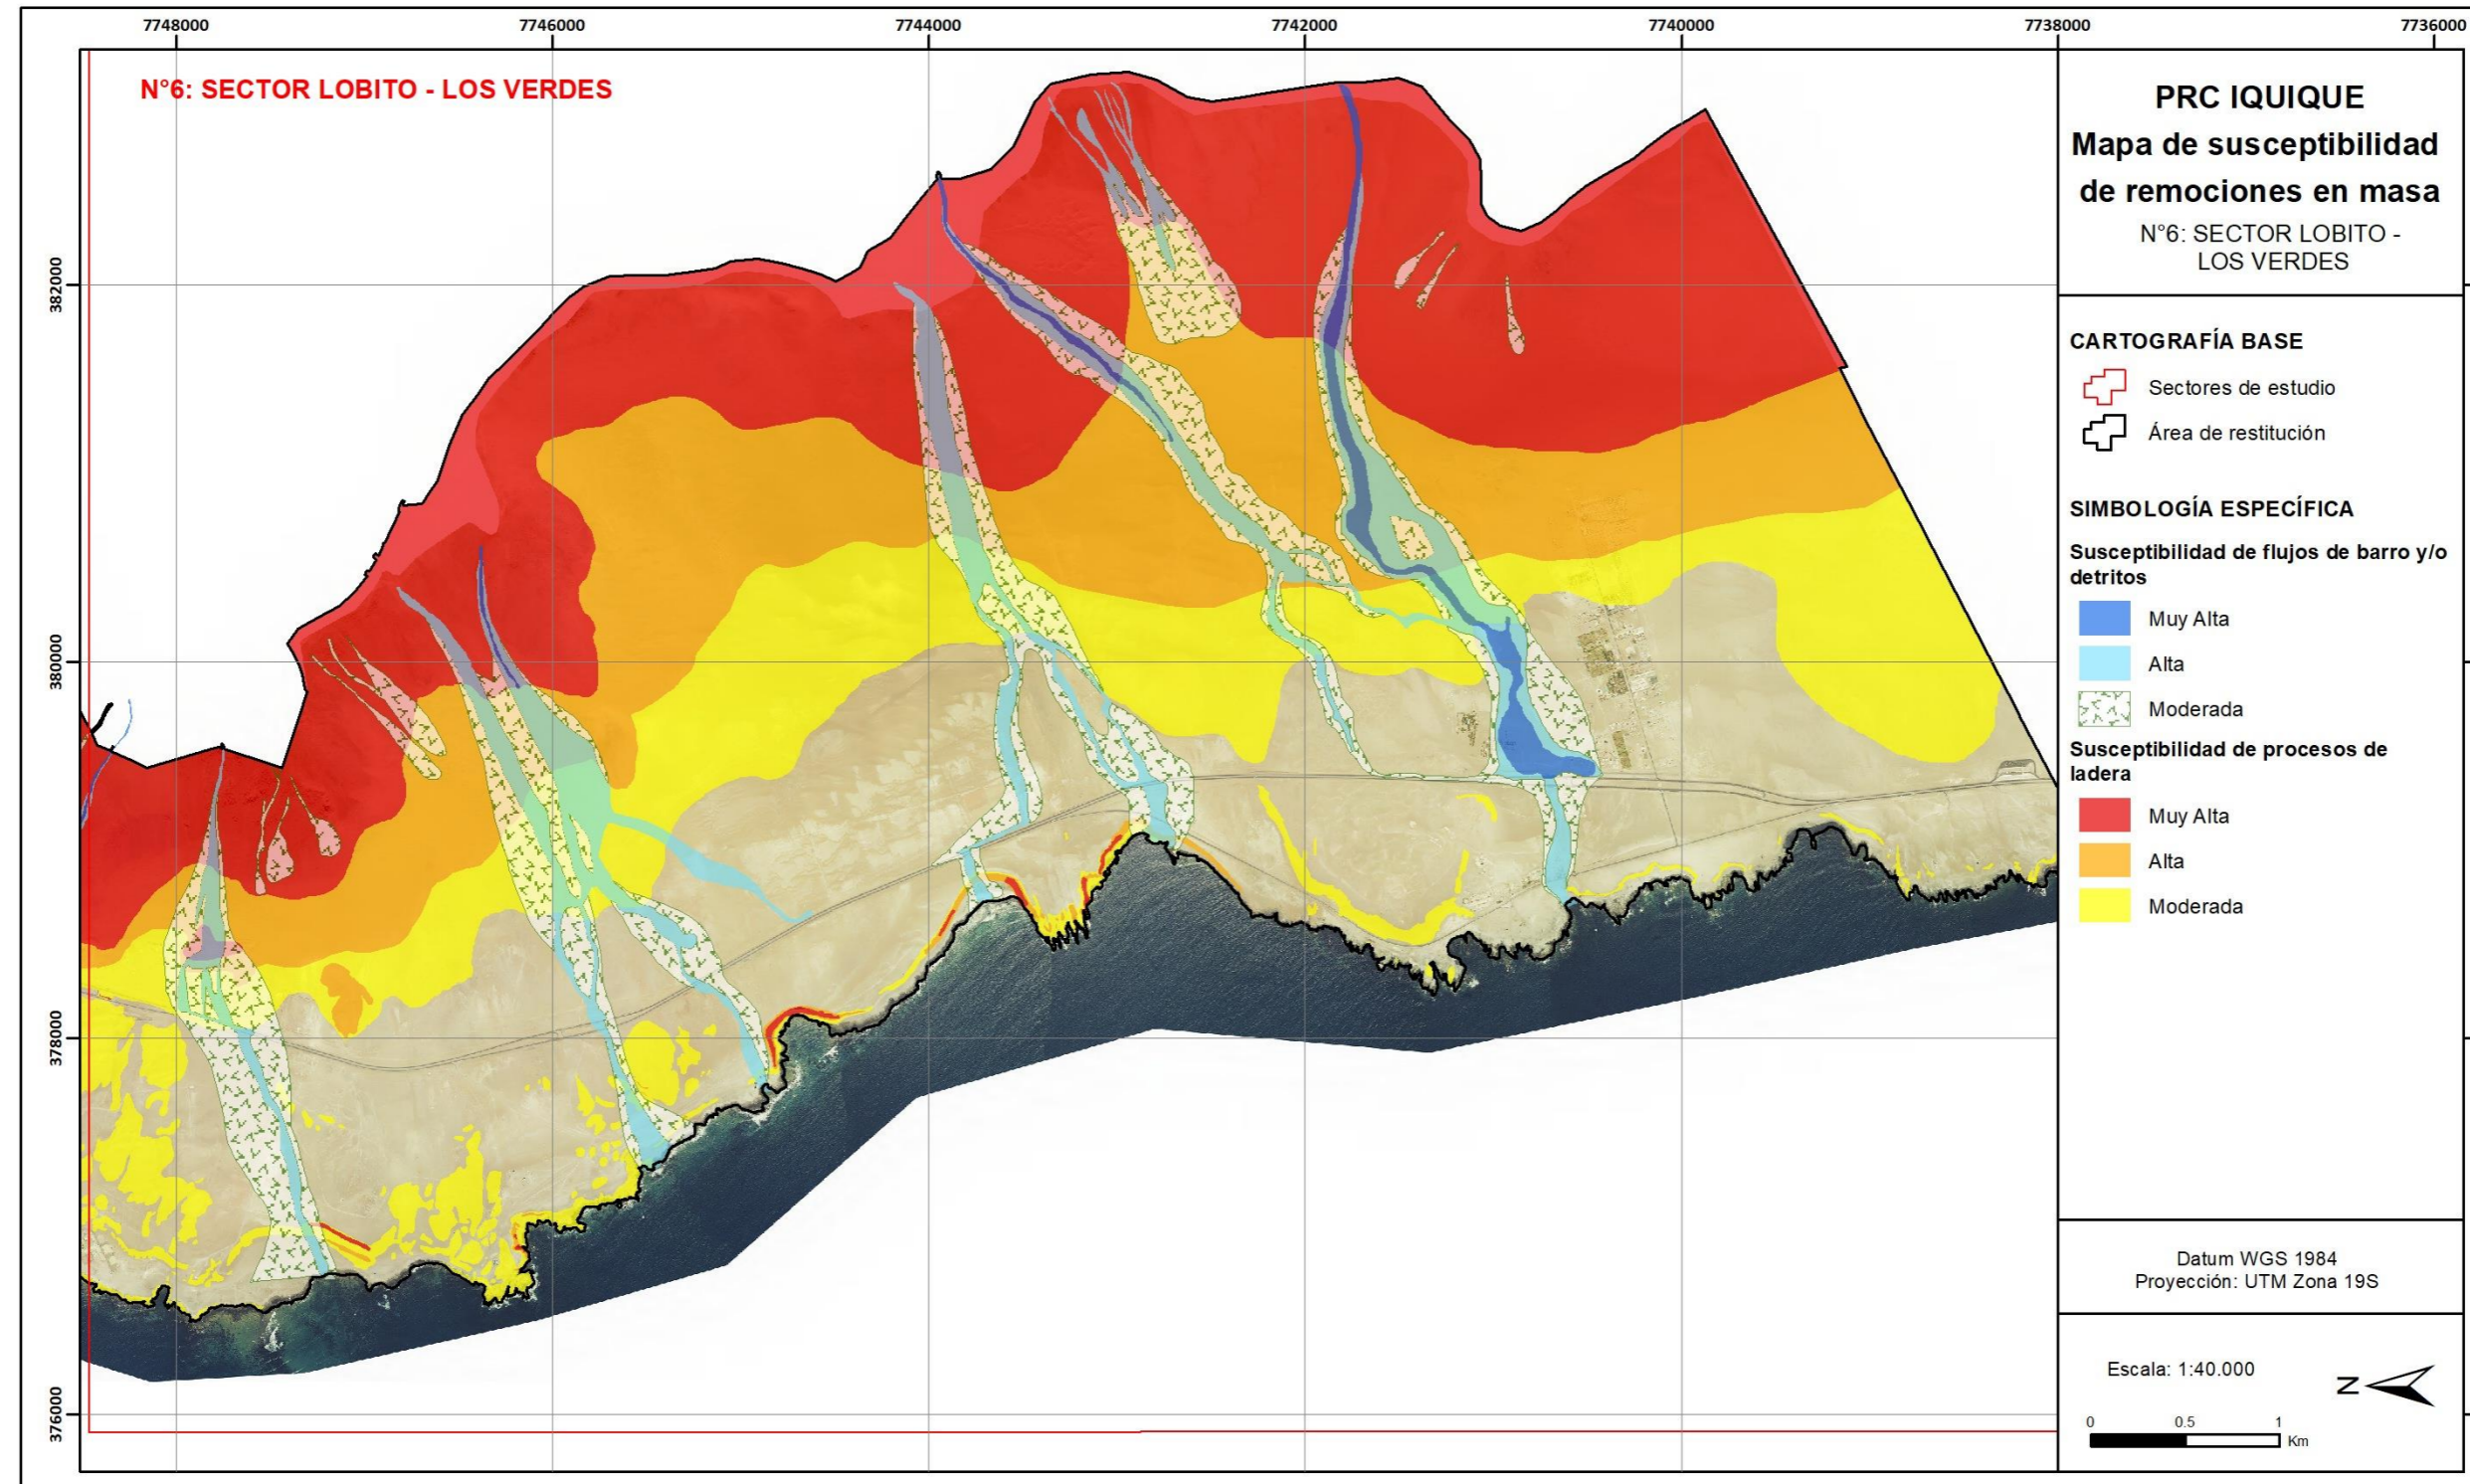 7748000 7746000 7744000 7742000 7740000 7738000 7736000
N°6: SECTOR LOBITO - LOS VERDES
382000
380000
378000
376000
PRC IQUIQUE
Mapa de susceptibilidad
de remociones en masa
N°6: SECTOR LOBITO -
LOS VERDES
CARTOGRAFÍA BASE
Sectores de estudio
Área de restitución
SIMBOLOGÍA ESPECÍFICA
Susceptibilidad de flujos de barro y/o
detritos
Muy Alta
Alta
Moderada
Susceptibilidad de procesos de
ladera
Muy Alta
Alta
Moderada
Datum WGS 1984
Proyección: UTM Zona 19S
Escala: 1:40.000
N
0 0.5 1
Km